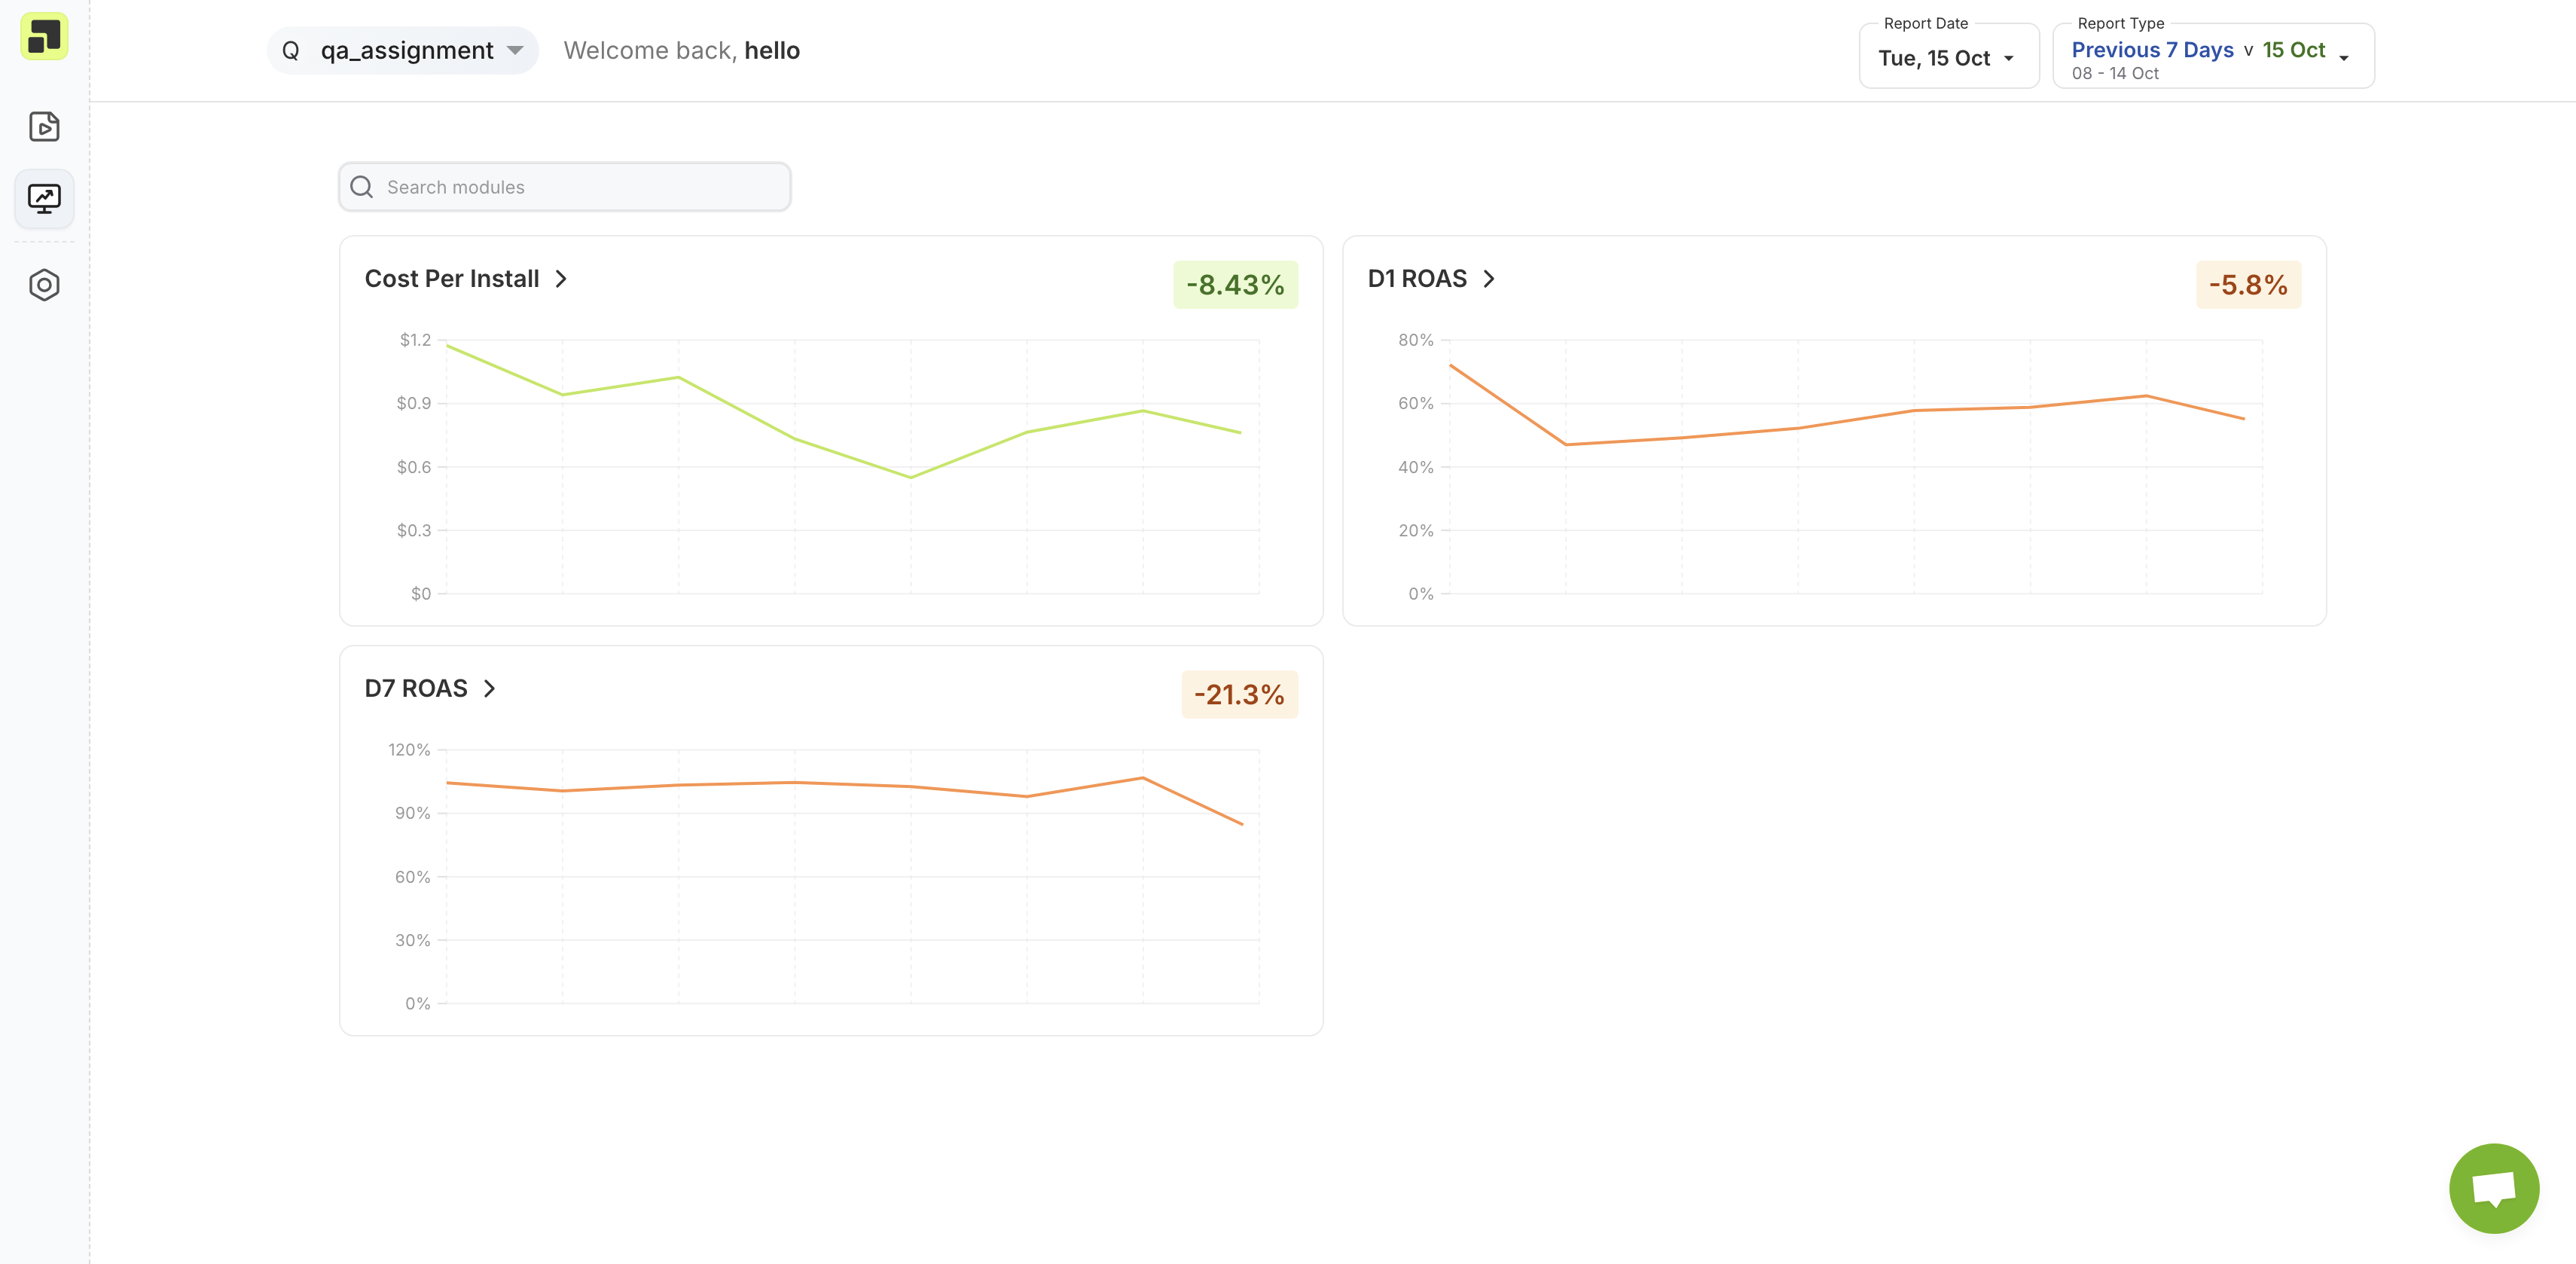 Q qa_assignment
Welcome back, hello
Report Date
Tue, 15 Oct
Report Type
Previous 7 Days v 15 Oct
08 - 14 Oct
Search modules
Cost Per Install
-8.43%
$1.2
$0.9
$0.6
$0.3
$0
D1 ROAS
-5.8%
80%
60%
40%
20%
0%
D7 ROAS
-21.3%
120%
90%
60%
30%
0%